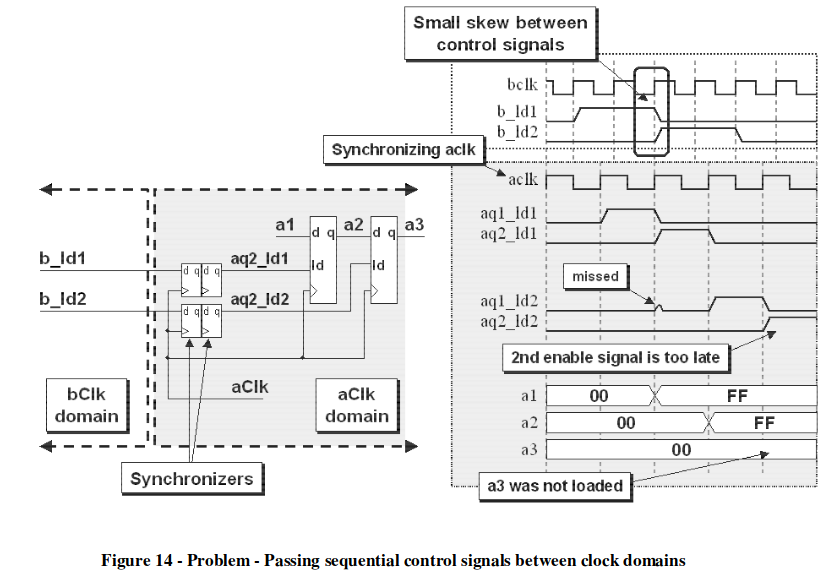 Small skew between
control signals
bclk
b_ld1
b_ld2
Synchronizing aclk
aclk
aq1_ld1
aq2_ld1
missed
aq1_ld2
aq2_ld2
2nd enable signal is too late
a1 00 FF
a2 00 FF
a3 00
a3 was not loaded
a1 a2 a3
d q d q
b_ld1 d q d q aq2_ld1 ld ld
b_ld2 d q d q aq2_ld2
aClk
bClk
domain
aClk
domain
Synchronizers
Figure 14 - Problem - Passing sequential control signals between clock domains